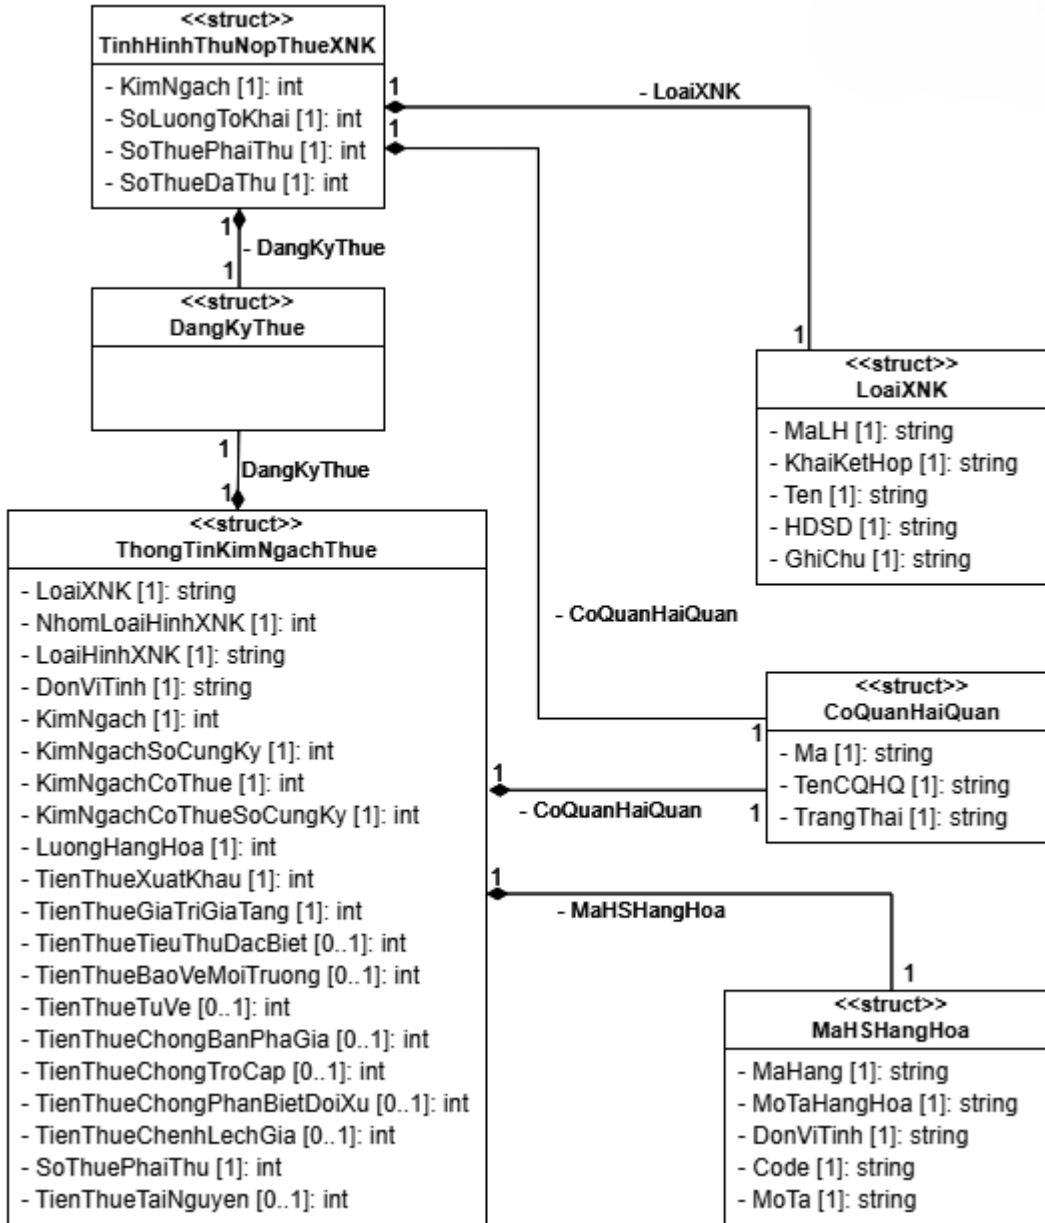 <<struct>>
TinhHinhThuNopThueXNK
- KimNgach [1]: int
- SoLuongToKhai [1]: int
- SoThuePhaiThu [1]: int
- SoThueDaThu [1]: int
1
- LoaiXNK
1
1
- DangKyThue
1
<<struct>>
DangKyThue
1
<<struct>>
LoaiXNK
- MaLH [1]: string
- KhaiKetHop [1]: string
- Ten [1]: string
- HDSD [1]: string
- GhiChu [1]: string
1
DangKyThue
1
<<struct>>
ThongTinKimNgachThue
- LoaiXNK [1]: string
- NhomLoaiHinhXNK [1]: int
- LoaiHinhXNK [1]: string
- DonViTinh [1]: string
- KimNgach [1]: int
- KimNgachSoCungKy [1]: int
- KimNgachCoThue [1]: int
- KimNgachCoThueSoCungKy [1]: int
- LuongHangHoa [1]: int
- TienThueXuatKhau [1]: int
- TienThueGiaTriGiaTang [1]: int
- TienThueTieuThuDacBiet [0..1]: int
- TienThueBaoVeMoiTruong [0..1]: int
- TienThueTuVe [0..1]: int
- TienThueChongBanPhaGia [0..1]: int
- TienThueChongTroCap [0..1]: int
- TienThueChongPhanBietDoiXu [0..1]: int
- TienThueChenhLechGia [0..1]: int
- SoThuePhaiThu [1]: int
- TienThueTaiNguyen [0..1]: int
- CoQuanHaiQuan
1
<<struct>>
CoQuanHaiQuan
- Ma [1]: string
- TenCQHQ [1]: string
- TrangThai [1]: string
1
- CoQuanHaiQuan
1
1
- MaHSHangHoa
1
<<struct>>
MaHSHangHoa
- MaHang [1]: string
- MoTaHangHoa [1]: string
- DonViTinh [1]: string
- Code [1]: string
- MoTa [1]: string